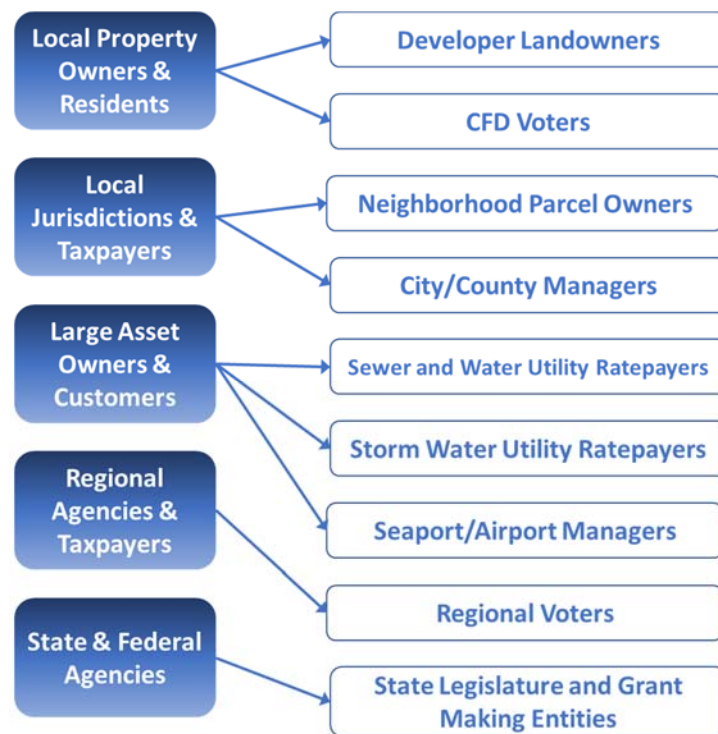 Local Property
Owners &
Residents
Developer Landowners
CFD Voters
Local
Jurisdictions &
Taxpayers
Neighborhood Parcel Owners
City/County Managers
Large Asset
Owners &
Customers
Sewer and Water Utility Ratepayers
Storm Water Utility Ratepayers
Seaport/Airport Managers
Regional
Agencies &
Taxpayers
Regional Voters
State & Federal
Agencies
State Legislature and Grant
Making Entities